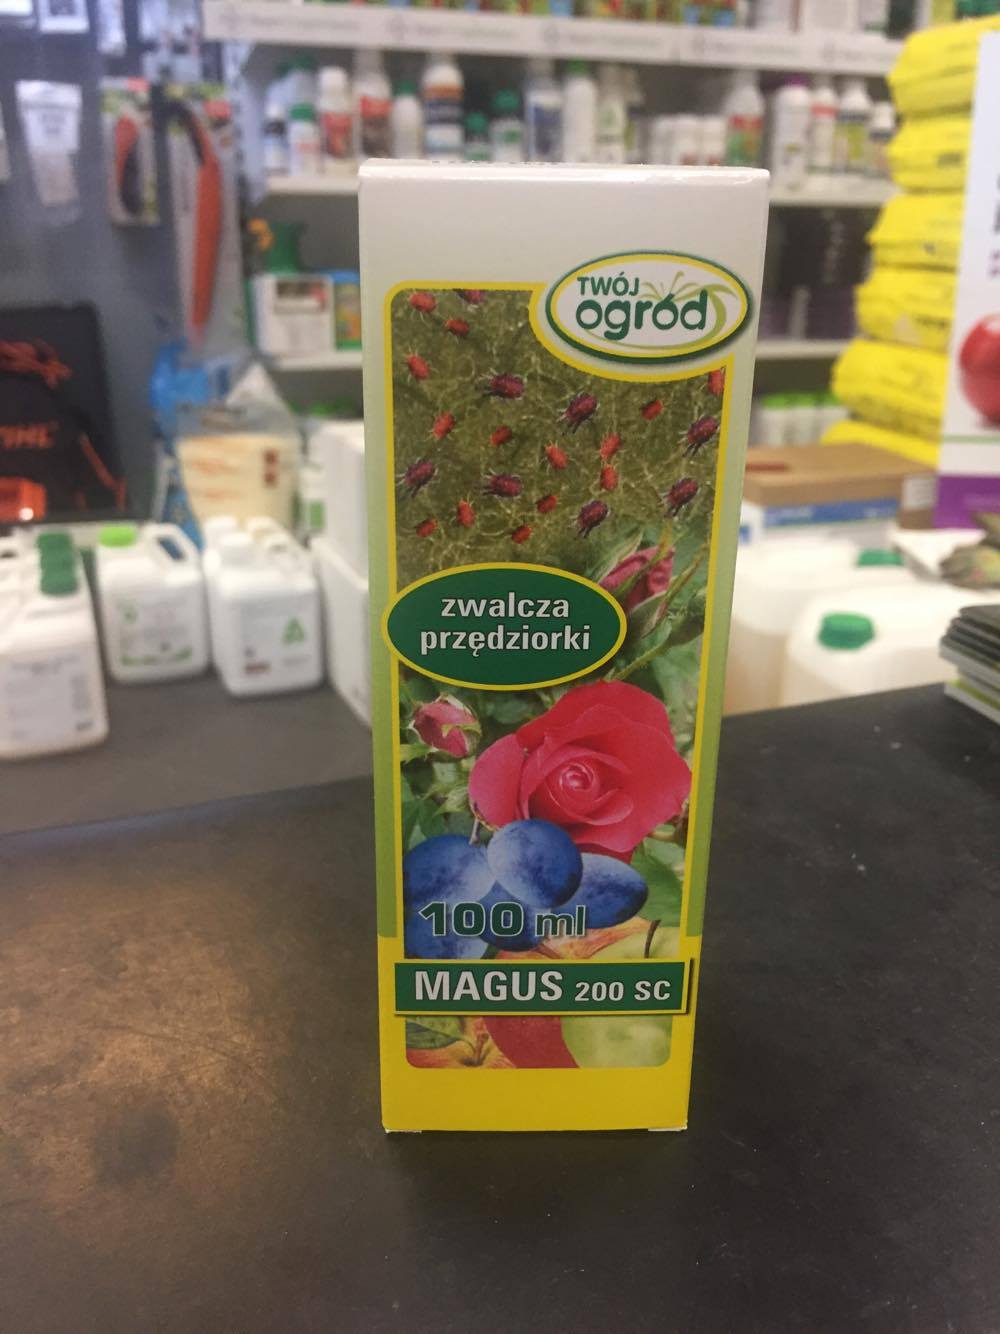 TWÓJ
ogród
zwalcza
przędziorki
100 ml
MAGUS 200 SC